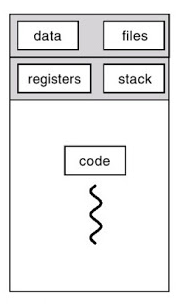 data files
registers stack
code